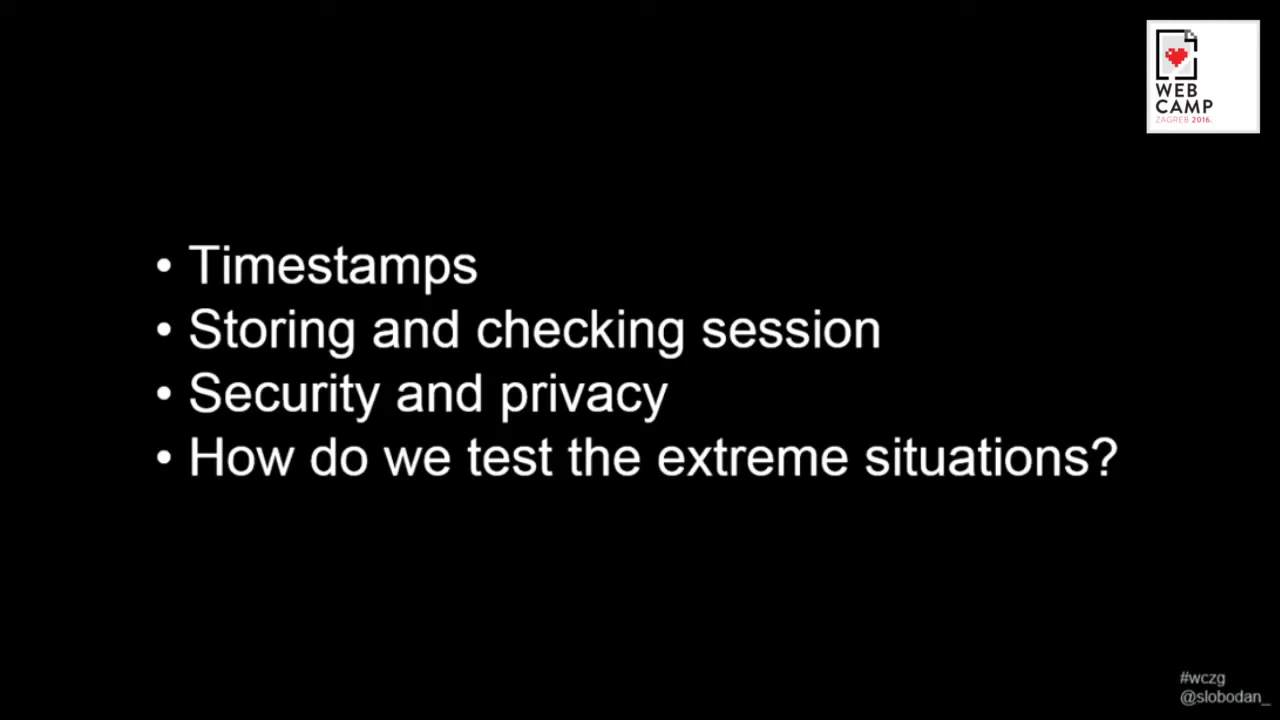 WEB
CAMP
ZAGREB 2016.
• Timestamps
• Storing and checking session
• Security and privacy
• How do we test the extreme situations?
#wczg
@slobodan_